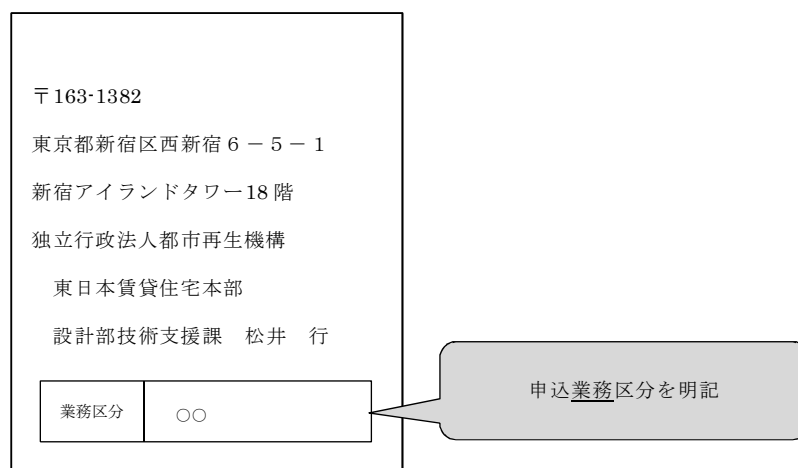 〒163-1382
東京都新宿区西新宿６－５－１
新宿アイランドタワー18階
独立行政法人都市再生機構
東日本賃貸住宅本部
設計部技術支援課　松井　行
業務区分　○○
申込業務区分を明記